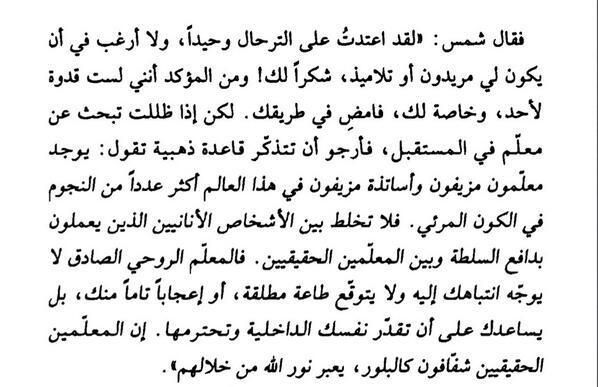 فقال شمس: «لقد اعتدتُ على الترحال وحيداً، ولا أرغب في أن
يكون لي مريدون أو تلاميذ، شكراً لك! ومن المؤكد أنني لست قدوة
لأحد، وخاصة لك، فامضِ في طريقك. لكن إذا ظللت تبحث عن
معلّم في المستقبل، فأرجو أن تتذكّر قاعدة ذهبية تقول: يوجد
معلّمون مزيفون وأساتذة مزيفون في هذا العالم أكثر عدداً من النجوم
في الكون المرئي. فلا تخلط بين الأشخاص الأنانيين الذين يعملون
بدافع السلطة وبين المعلّمين الحقيقيين. فالمعلّم الروحي الصادق لا
يوجّه انتباهك إليه ولا يتوقّع طاعة مطلقة، أو إعجاباً تاماً منك، بل
يساعدك على أن تقدّر نفسك الداخلية وتحترمها. إن المعلّمين
الحقيقيين شفّافون كالبلور، يعبر نور الله من خلالهم».